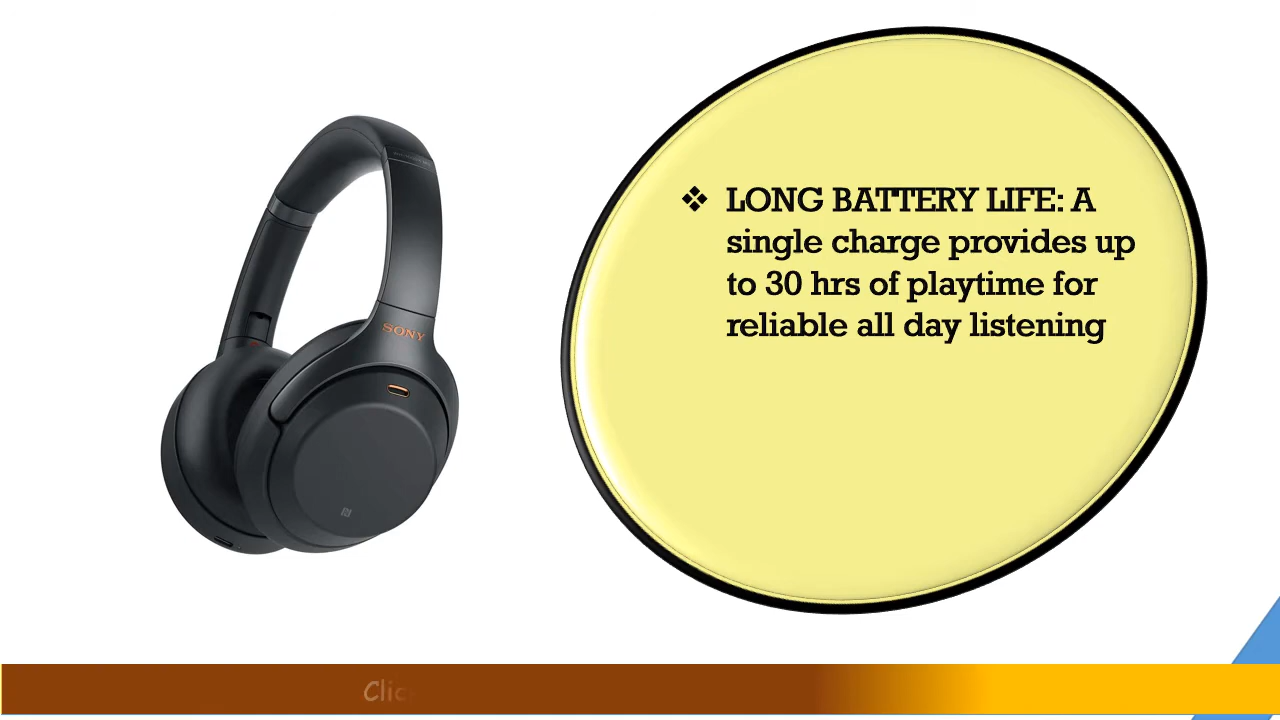 SONY
❖ LONG BATTERY LIFE: A
single charge provides up
to 30 hrs of playtime for
reliable all day listening